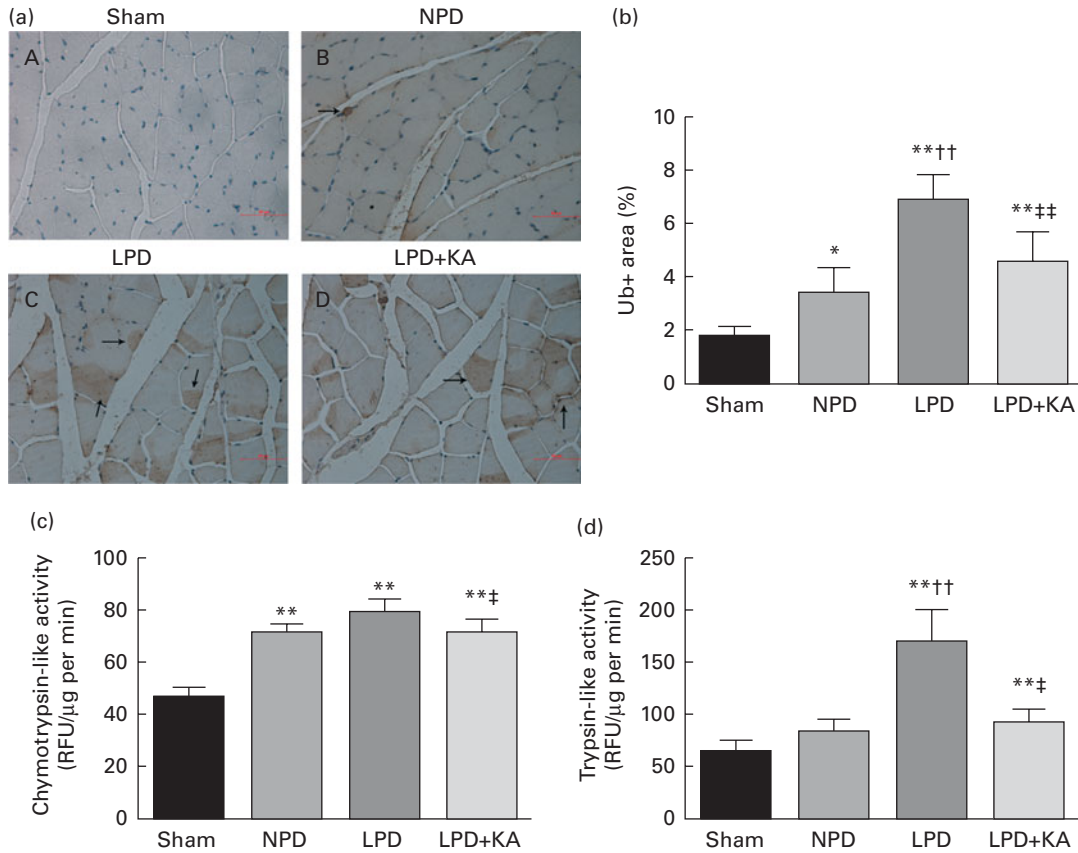 (a)
Sham
NPD
A
B
LPD
LPD+KA
C
D
(b)
Ub+ area (%)
10
8
6
4
2
0
*
**††
**‡‡
Sham NPD LPD LPD+KA
(c)
Chymotrypsin-like activity
(RFU/μg per min)
100
80
60
40
20
0
**
**
**‡
Sham NPD LPD LPD+KA
(d)
Trypsin-like activity
(RFU/μg per min)
250
200
150
100
50
0
**††
**‡
Sham NPD LPD LPD+KA